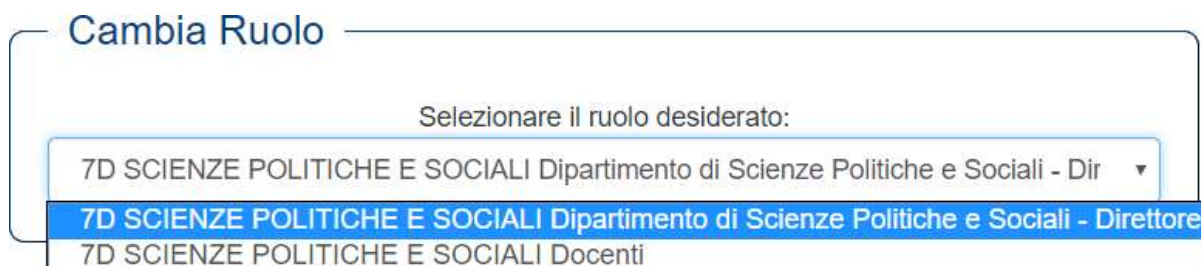 Cambia Ruolo
Selezionare il ruolo desiderato:
7D SCIENZE POLITICHE E SOCIALI Dipartimento di Scienze Politiche e Sociali - Dir
7D SCIENZE POLITICHE E SOCIALI Dipartimento di Scienze Politiche e Sociali - Direttore
7D SCIENZE POLITICHE E SOCIALI Docenti